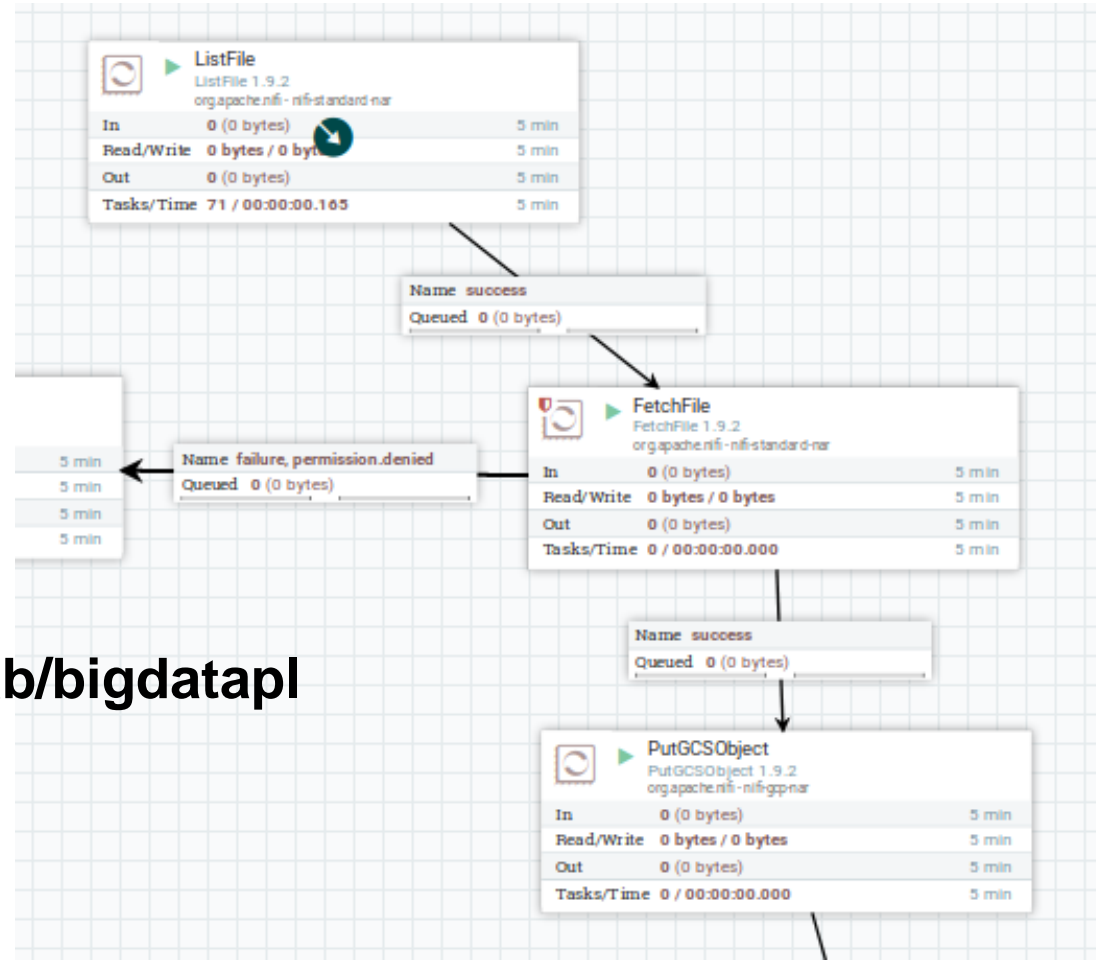 ListFile
ListFile 1.9.2
org.apache.nifi - nifi-standard-nar
In 0 (0 bytes) 5 min
Read/Write 0 bytes / 0 byt 5 min
Out 0 (0 bytes) 5 min
Tasks/Time 71 / 00:00:00.165 5 min
Name success
Queued 0 (0 bytes)
FetchFile
FetchFile 1.9.2
org.apache.nifi - nifi-standard-nar
In 0 (0 bytes) 5 min
Read/Write 0 bytes / 0 bytes 5 min
Out 0 (0 bytes) 5 min
Tasks/Time 0 / 00:00:00.000 5 min
Name failure, permission.denied
Queued 0 (0 bytes)
5 min
5 min
5 min
5 min
Name success
Queued 0 (0 bytes)
b/bigdatapl
PutGCSObject
PutGCSObject 1.9.2
org.apache.nifi - nifi-gcp-nar
In 0 (0 bytes) 5 min
Read/Write 0 bytes / 0 bytes 5 min
Out 0 (0 bytes) 5 min
Tasks/Time 0 / 00:00:00.000 5 min